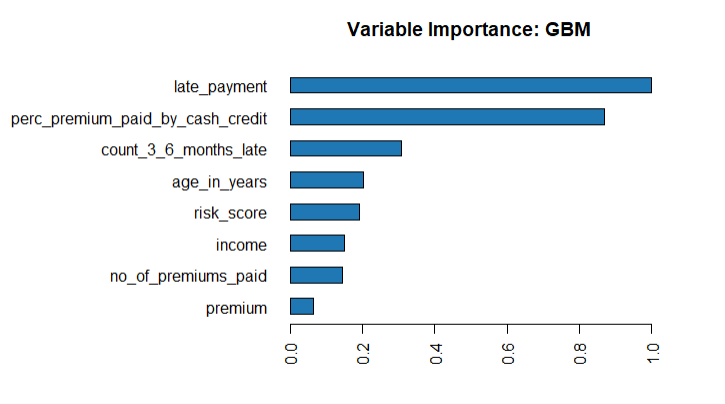 Variable Importance: GBM
late_payment
perc_premium_paid_by_cash_credit
count_3_6_months_late
age_in_years
risk_score
income
no_of_premiums_paid
premium
0.0 0.2 0.4 0.6 0.8 1.0